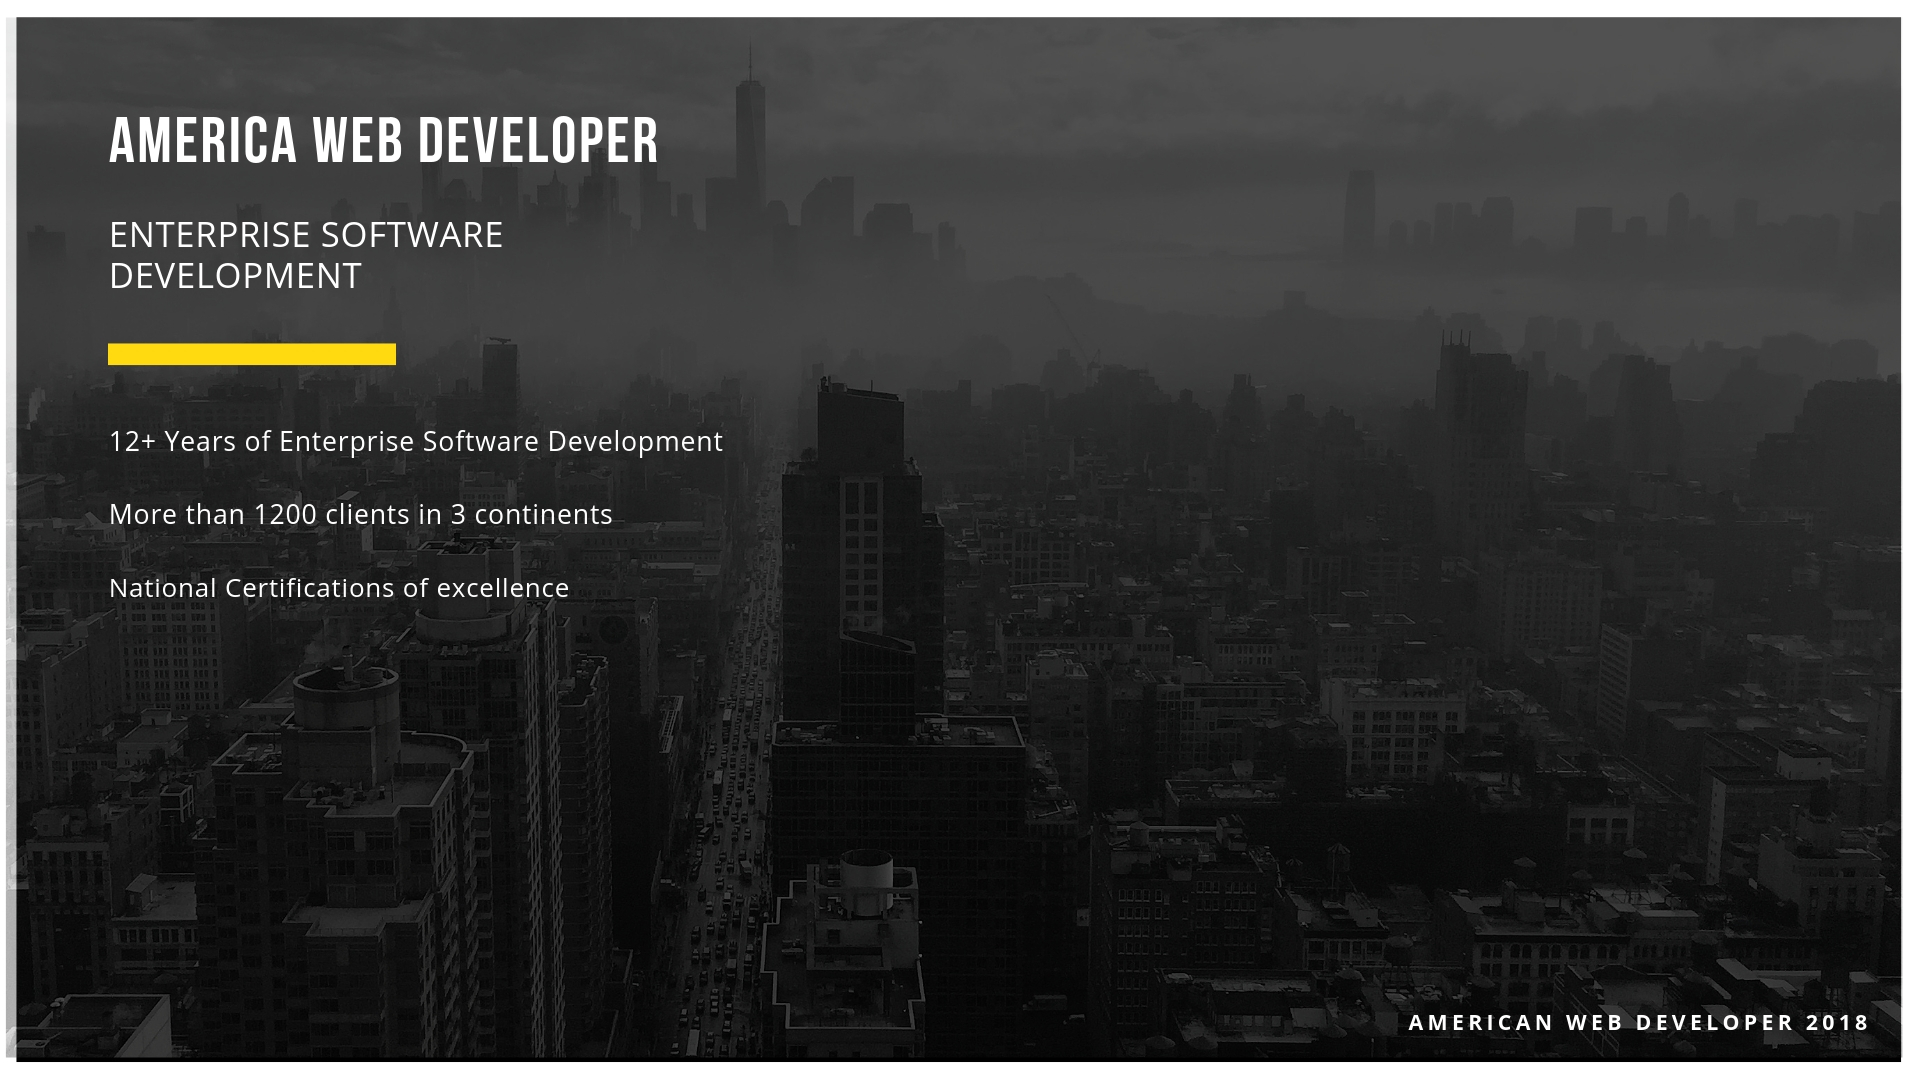 AMERICA WEB DEVELOPER
ENTERPRISE SOFTWARE
DEVELOPMENT
12+ Years of Enterprise Software Development
More than 1200 clients in 3 continents
National Certifications of excellence
AMERICAN WEB DEVELOPER 2018